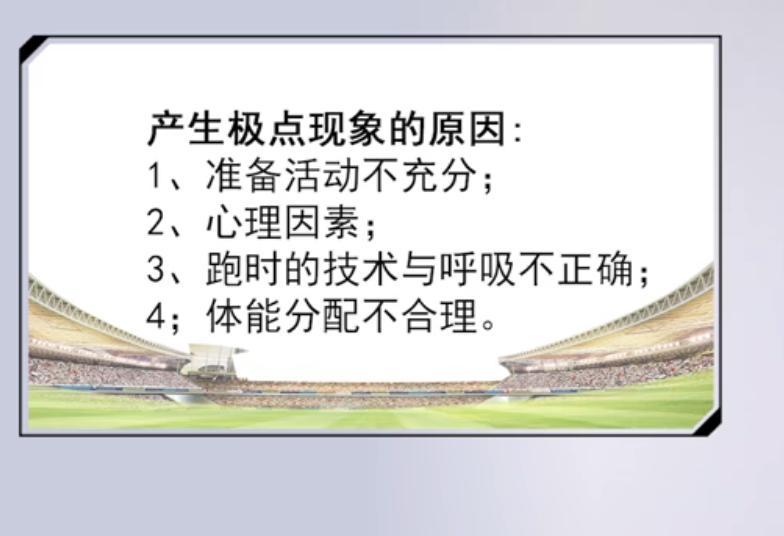 产生极点现象的原因:
1、准备活动不充分;
2、心理因素;
3、跑时的技术与呼吸不正确;
4; 体能分配不合理。